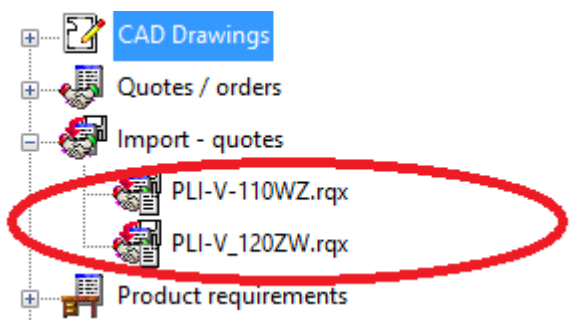 CAD Drawings
Quotes / orders
Import - quotes
PLI-V-110WZ.rqx
PLI-V_120ZW.rqx
Product requirements